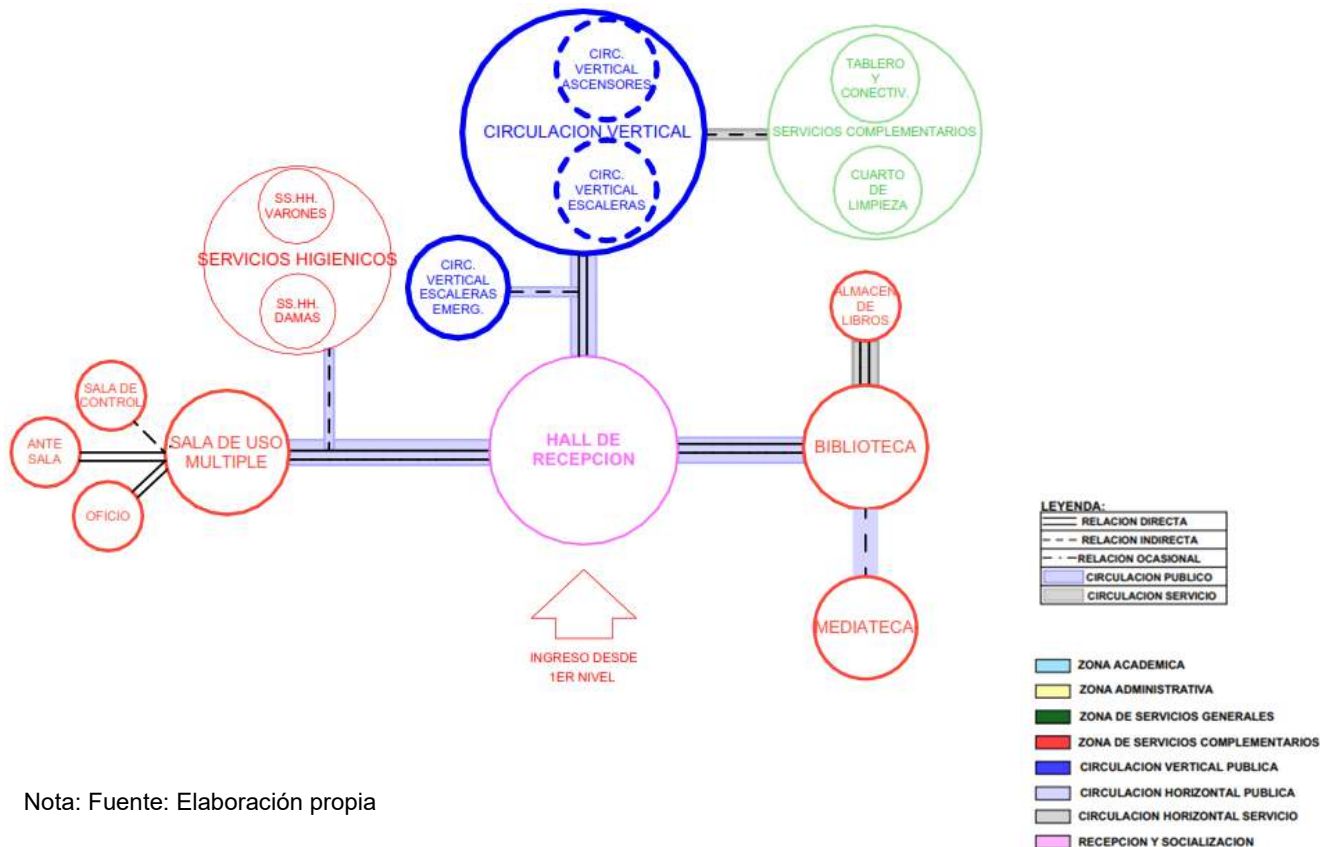 CIRC.
VERTICAL
ASCENSORES
CIRCULACION VERTICAL
CIRC.
VERTICAL
ESCALERAS
TABLERO
Y
CONECTIV.
SERVICIOS COMPLEMENTARIOS
CUARTO
DE
LIMPIEZA
SS.HH.
VARONES
SERVICIOS HIGIENICOS
SS.HH.
DAMAS
CIRC.
VERTICAL
ESCALERAS
EMERG.
ALMACEN
DE
LIBROS
SALA DE
CONTROL
ANTE
SALA
OFICIO
SALA DE USO
MULTIPLE
HALL DE
RECEPCION
BIBLIOTECA
MEDIATECA
INGRESO DESDE
1ER NIVEL
LEYENDA:
RELACION DIRECTA
RELACION INDIRECTA
RELACION OCASIONAL
CIRCULACION PUBLICO
CIRCULACION SERVICIO
ZONA ACADEMICA
ZONA ADMINISTRATIVA
ZONA DE SERVICIOS GENERALES
ZONA DE SERVICIOS COMPLEMENTARIOS
CIRCULACION VERTICAL PUBLICA
CIRCULACION HORIZONTAL PUBLICA
CIRCULACION HORIZONTAL SERVICIO
RECEPCION Y SOCIALIZACION
Nota: Fuente: Elaboración propia